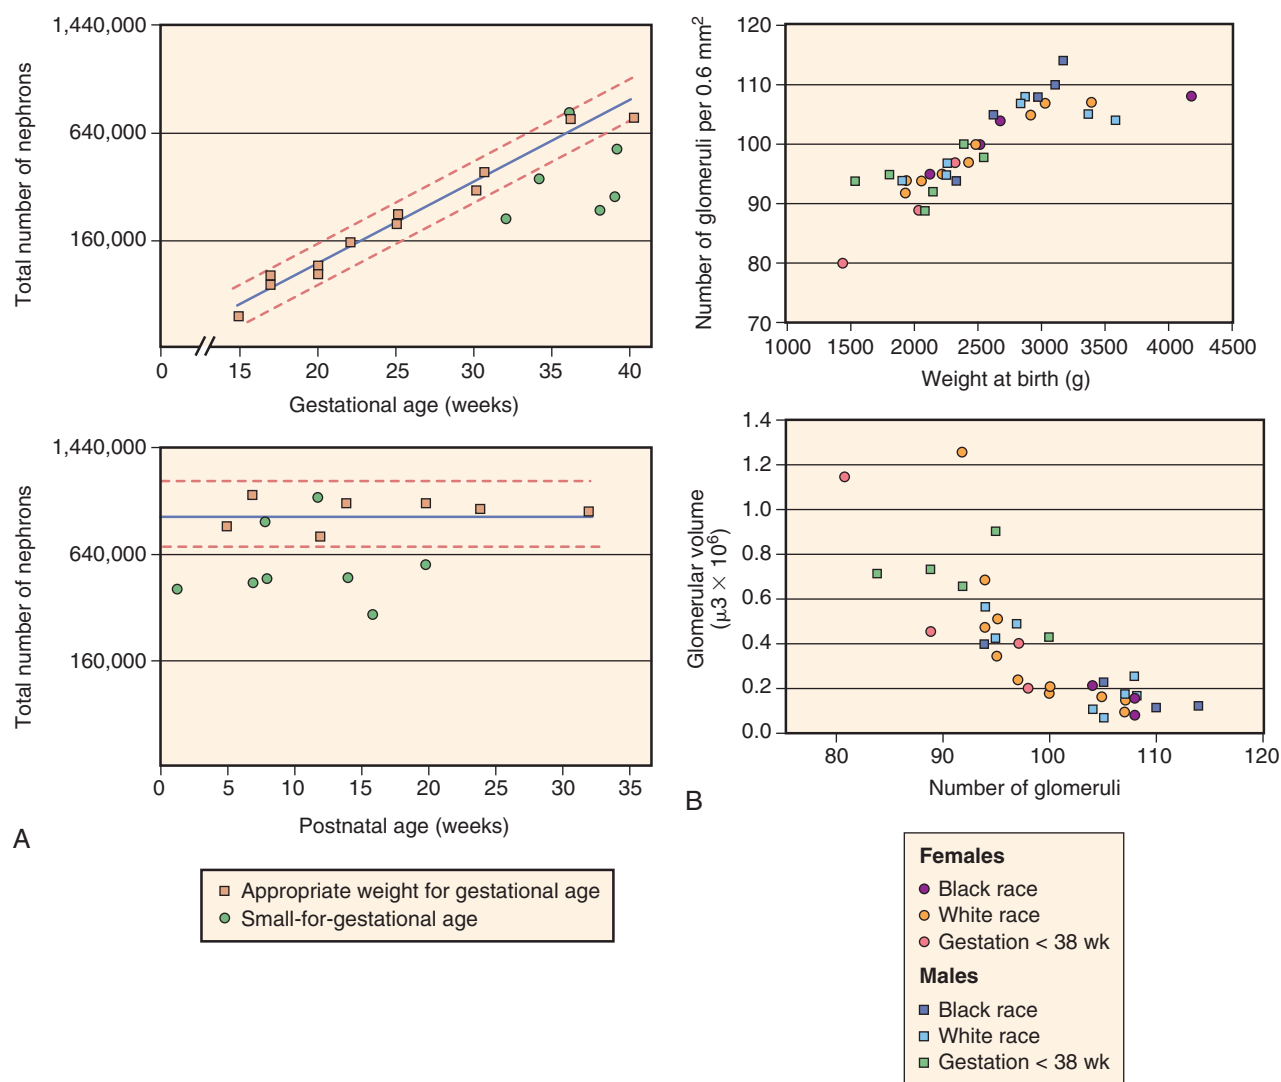 1,440,000
640,000
160,000
Total number of nephrons
0 15 20 25 30 35 40
Gestational age (weeks)
1,440,000
640,000
160,000
Total number of nephrons
0 5 10 15 20 25 30 35
Postnatal age (weeks)
A
Appropriate weight for gestational age
Small-for-gestational age
120
110
100
90
80
70
Number of glomeruli per 0.6 mm²
1000 1500 2000 2500 3000 3500 4000 4500
Weight at birth (g)
1.4
1.2
1.0
0.8
0.6
0.4
0.2
0.0
Glomerular volume
(μ3 × 10⁶)
80 90 100 110 120
Number of glomeruli
B
Females
Black race
White race
Gestation < 38 wk
Males
Black race
White race
Gestation < 38 wk